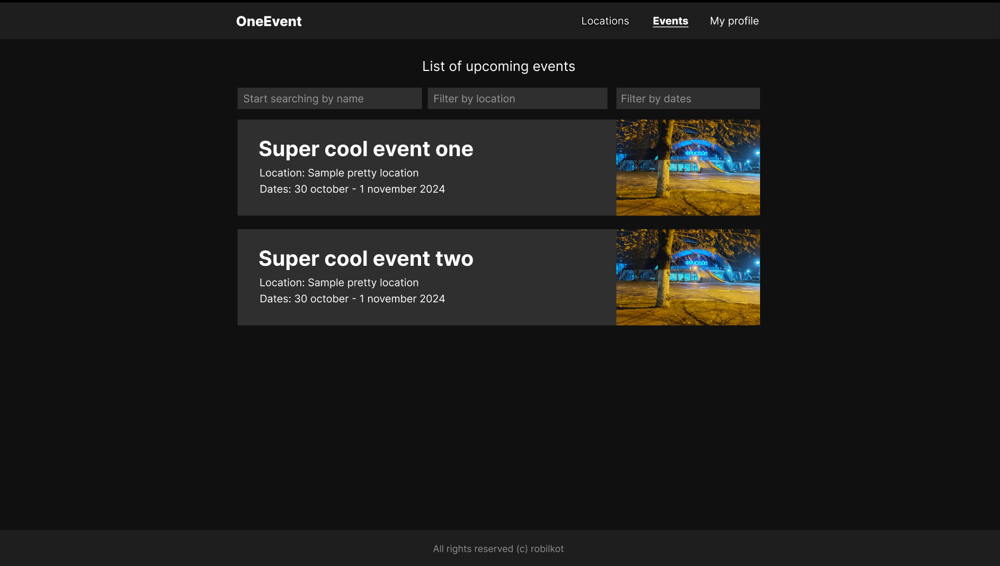 OneEvent
Locations Events My profile
List of upcoming events
Start searching by name Filter by location Filter by dates
Super cool event one
Location: Sample pretty location
Dates: 30 october - 1 november 2024
ФРИСТАЙЛ
Super cool event two
Location: Sample pretty location
Dates: 30 october - 1 november 2024
ФРИСТАЙЛ
All rights reserved (c) robilkot